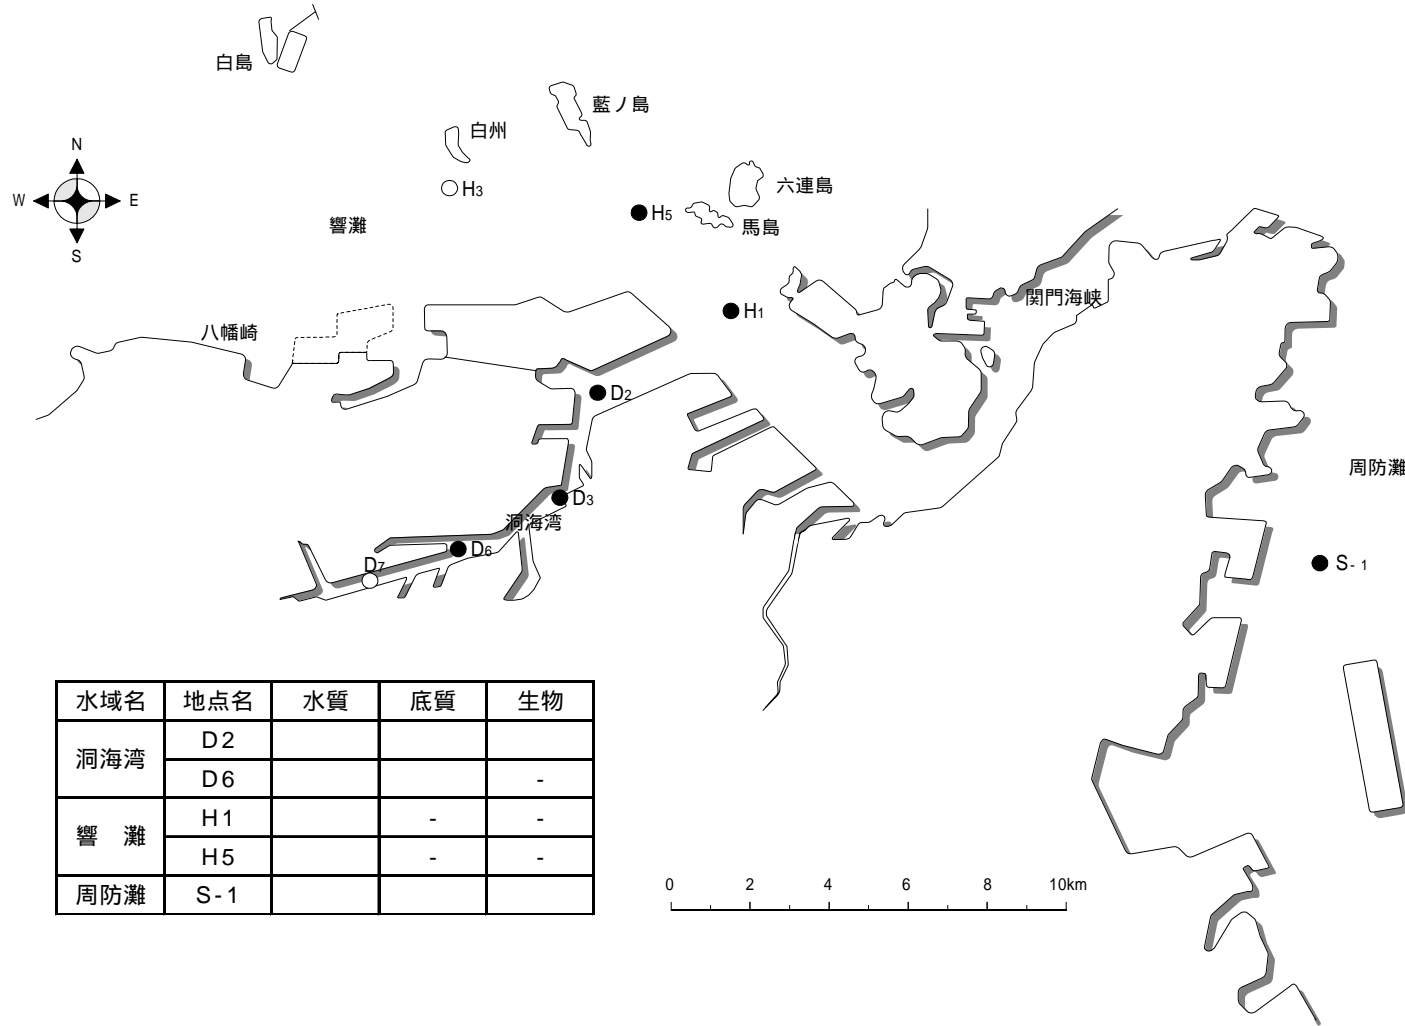 白島
藍ノ島
白州
N
W
E
S
H3
六連島
H5
馬島
響灘
関門海峡
H1
八幡崎
D2
周防灘
D3
洞海湾
D6
D7
S-1
水域名 地点名 水質 底質 生物
洞海湾 D2
D6 -
響 灘 H1 - -
H5 - -
周防灘 S-1
0 2 4 6 8 10km